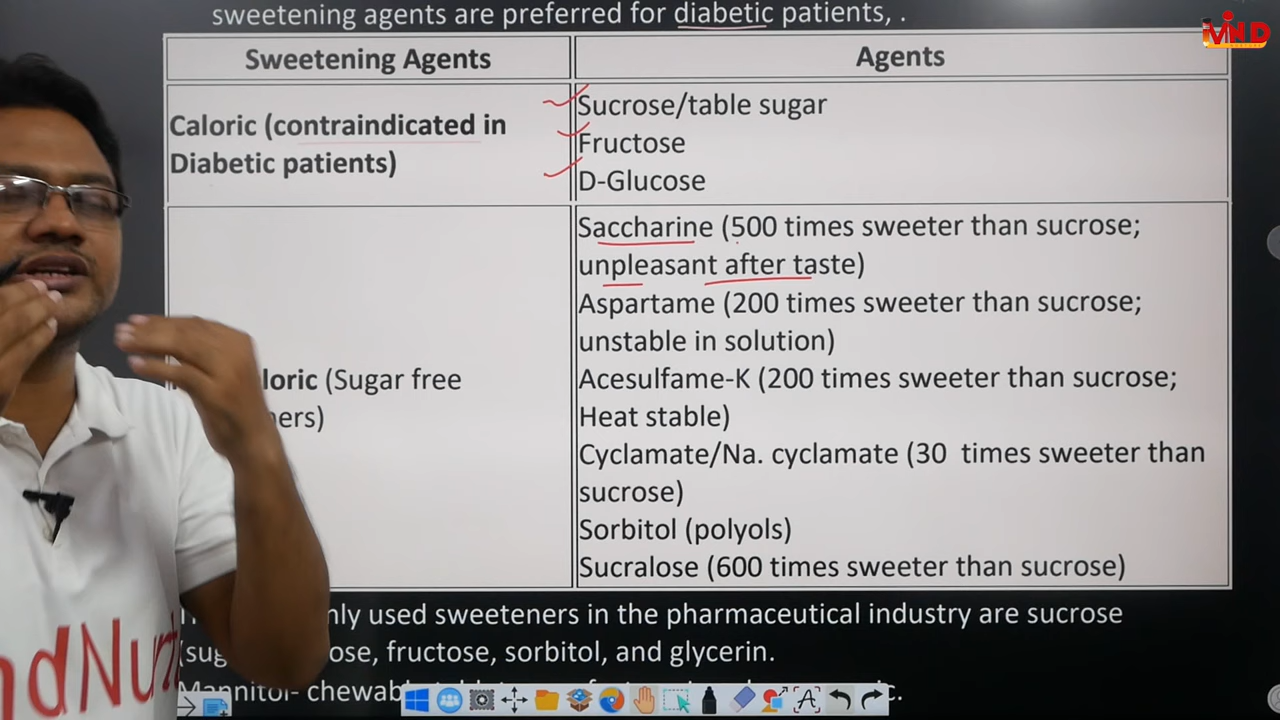 sweetening agents are preferred for diabetic patients, .
MIND
Sweetening Agents
Agents
Caloric (contraindicated in
Diabetic patients)
Sucrose/table sugar
Fructose
D-Glucose
loric (Sugar free
ners)
Saccharine (500 times sweeter than sucrose;
unpleasant after taste)
Aspartame (200 times sweeter than sucrose;
unstable in solution)
Acesulfame-K (200 times sweeter than sucrose;
Heat stable)
Cyclamate/Na. cyclamate (30 times sweeter than
sucrose)
Sorbitol (polyols)
Sucralose (600 times sweeter than sucrose)
nly used sweeteners in the pharmaceutical industry are sucrose
(sug ose, fructose, sorbitol, and glycerin.
Mannitol- chewabl
ndNurt